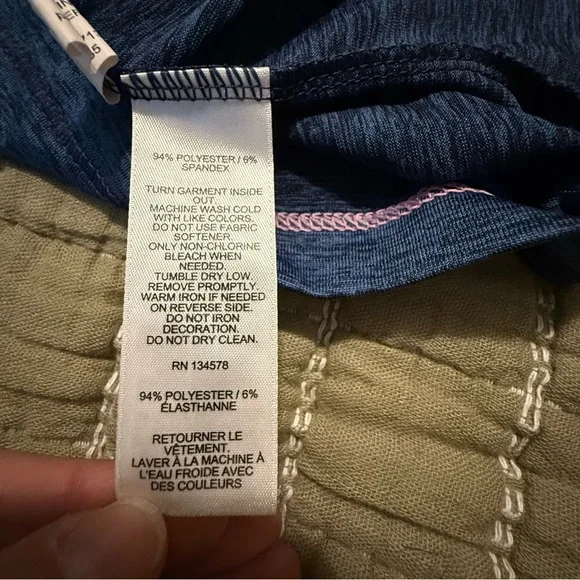 94% POLYESTER / 6%
SPANDEX
TURN GARMENT INSIDE
OUT.
MACHINE WASH COLD
WITH LIKE COLORS.
DO NOT USE FABRIC
SOFTENER.
ONLY NON-CHLORINE
BLEACH WHEN
NEEDED.
TUMBLE DRY LOW.
REMOVE PROMPTLY.
WARM IRON IF NEEDED
ON REVERSE SIDE.
DO NOT IRON
DECORATION.
DO NOT DRY CLEAN.
RN 134578
94% POLYESTER / 6%
ÉLASTHANNE
RETOURNER LE
VÊTEMENT.
LAVER À LA MACHINE À
L'EAU FROIDE AVEC
DES COULEURS